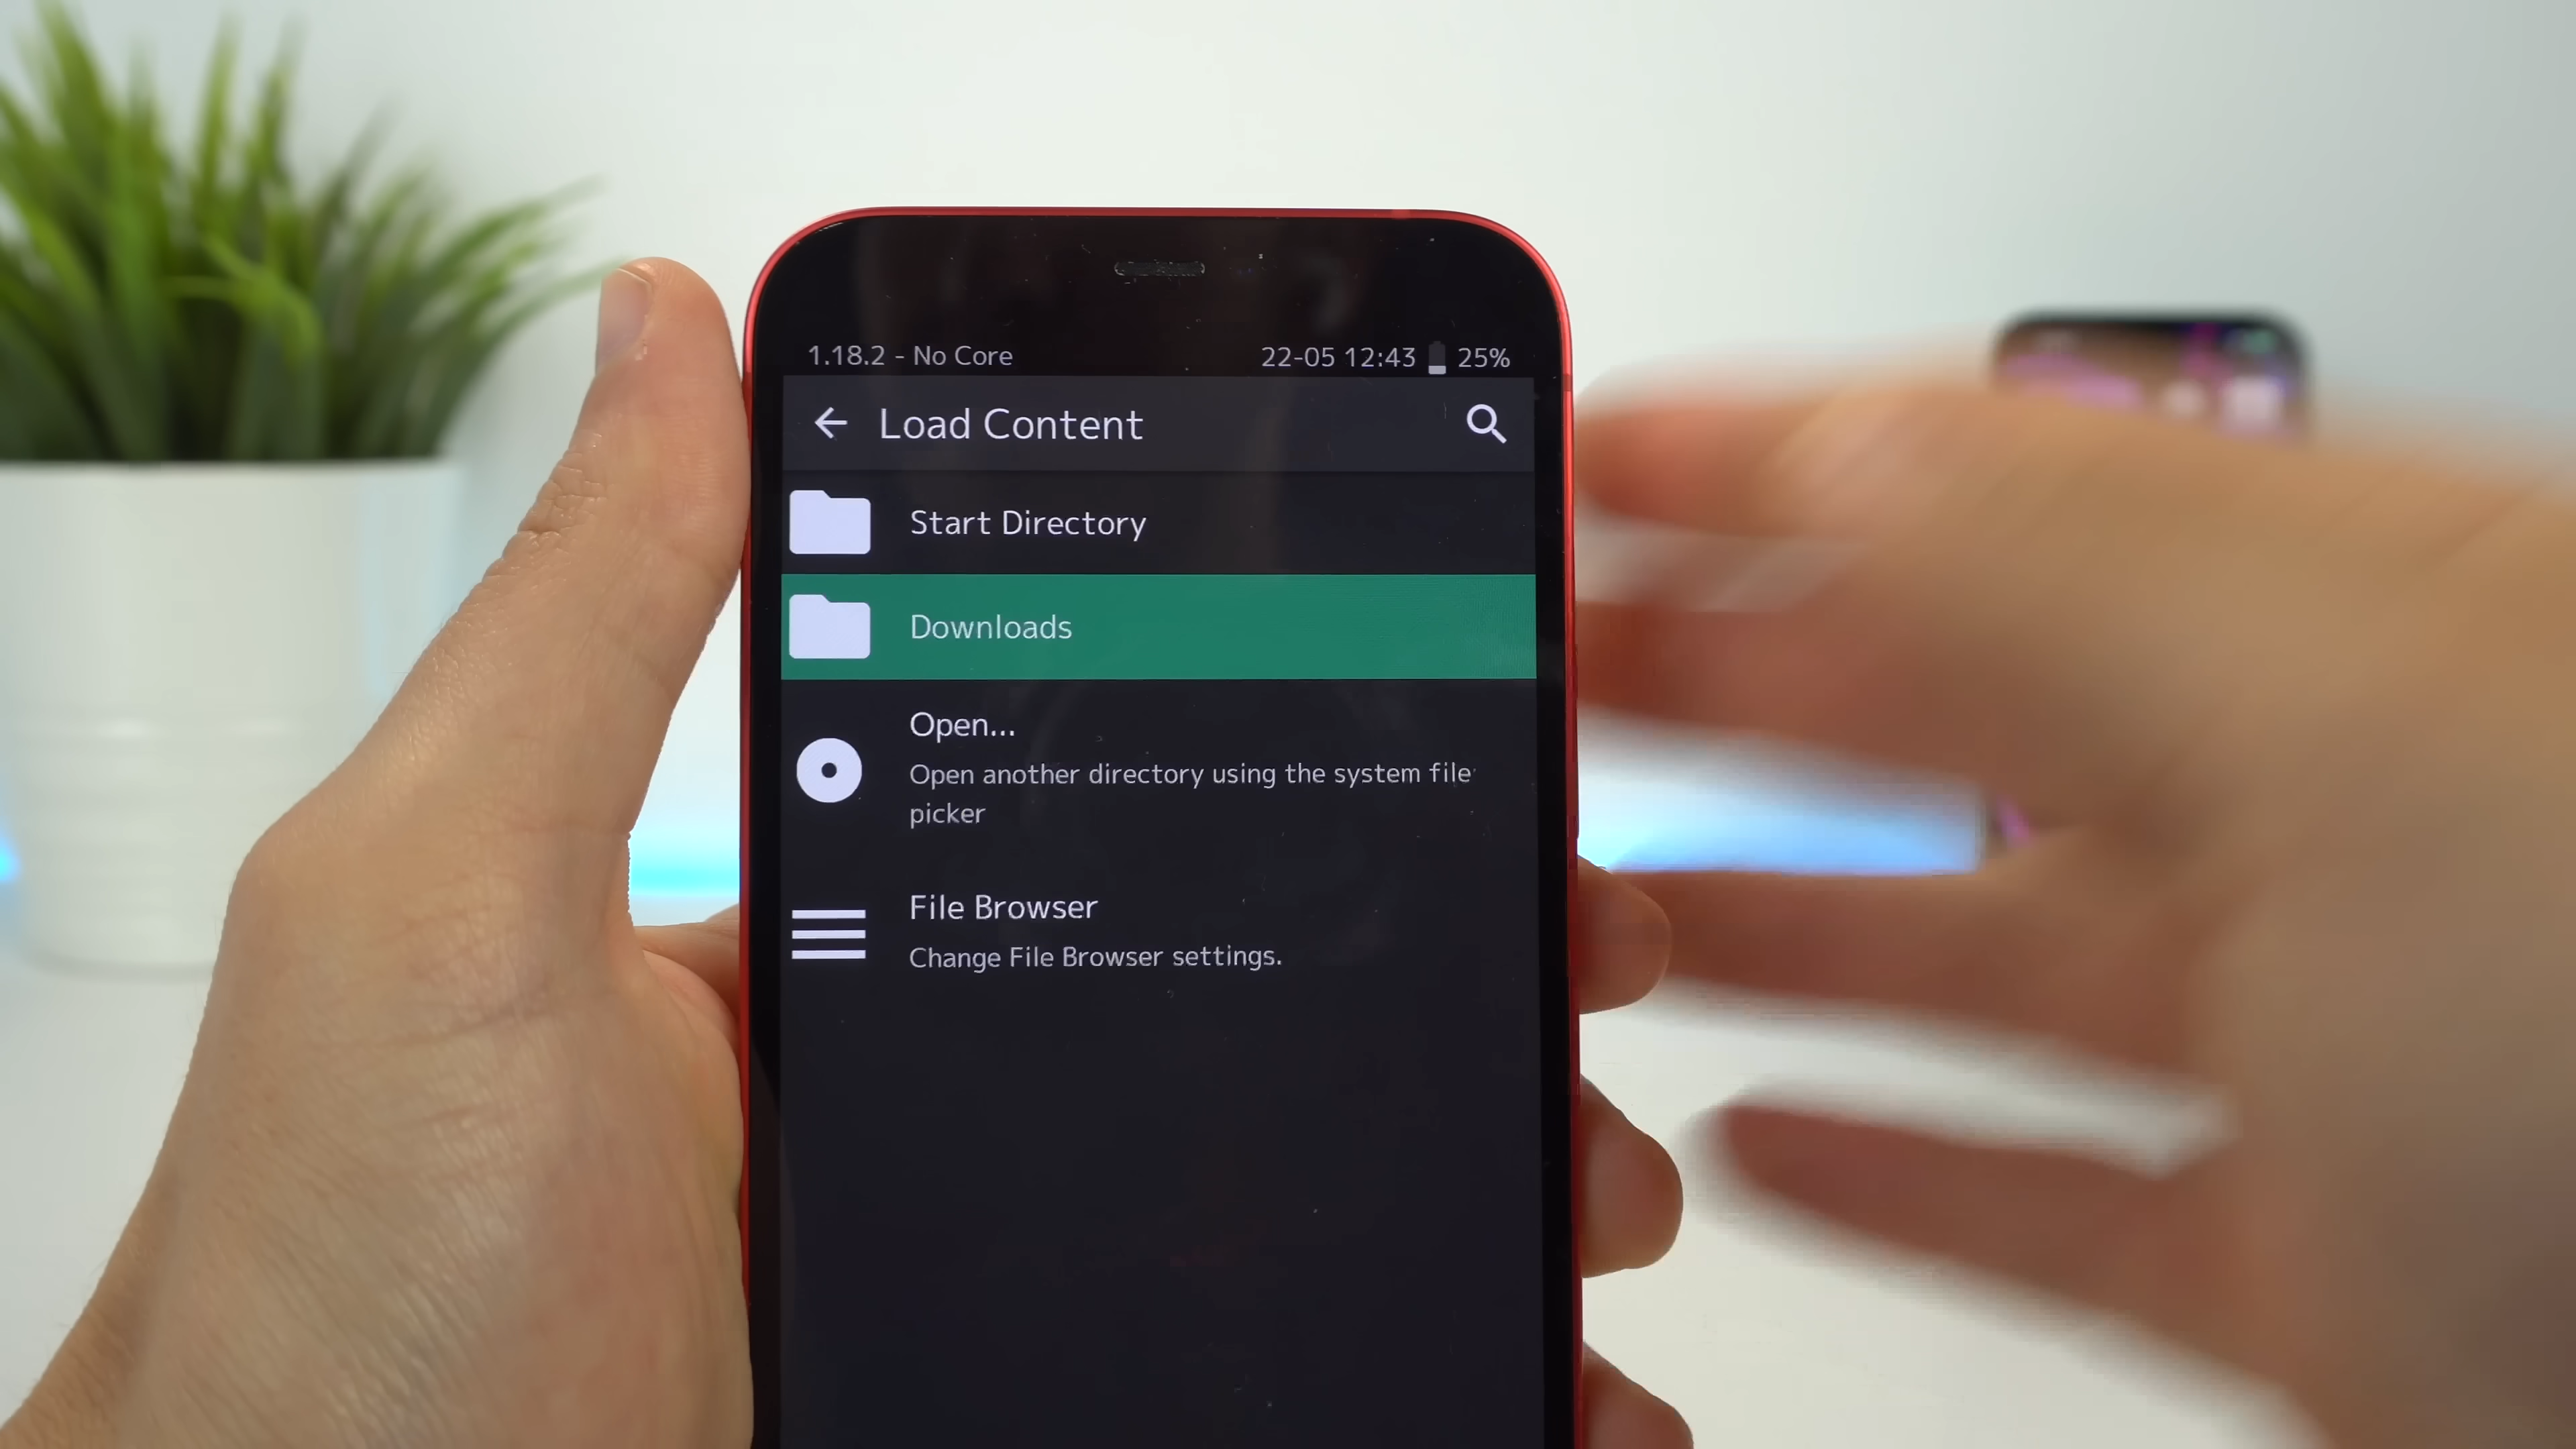 1.18.2 - No Core
22-05 12:43 25%
Load Content
Start Directory
Downloads
Open...
Open another directory using the system file
picker
File Browser
Change File Browser settings.